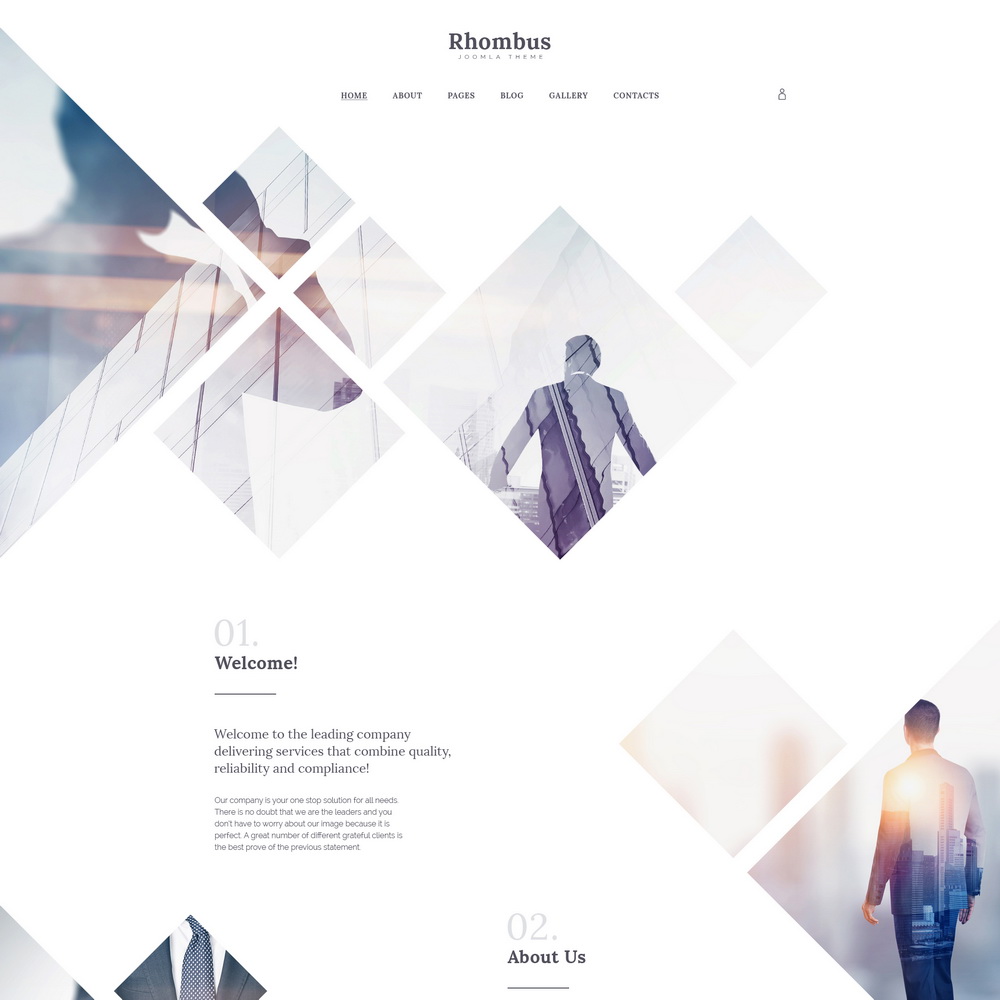 Rhombus
JOOMLA THEME
HOME ABOUT PAGES BLOG GALLERY CONTACTS
01.
Welcome!
Welcome to the leading company
delivering services that combine quality,
reliability and compliance!
Our company is your one stop solution for all needs.
There is no doubt that we are the leaders and you
don't have to worry about our image because it is
perfect. A great number of different grateful clients is
the best prove of the previous statement.
02.
About Us